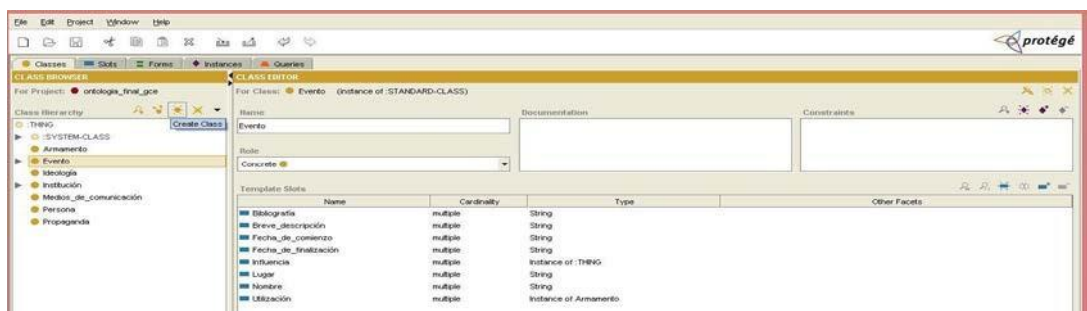 File Edit Project Window Help
protégé
Classes Slots Forms Instances Queries
CLASS BROWSER
For Project: ontologia_final_gce
Class Hierarchy
Create Class
:THING
:SYSTEM-CLASS
Armamento
Evento
Ideología
Institución
Medios_de_comunicación
Persona
Propaganda
CLASS EDITOR
For Class: Evento (instance of :STANDARD-CLASS)
Name Documentation Constraints
Evento
Role
Concrete
Template Slots
Name Cardinality Type Other Facets
Bibliografía multiple String
Breve_descripción multiple String
Fecha_de_comienzo multiple String
Fecha_de_finalización multiple String
Influencia multiple Instance of :THING
Lugar multiple String
Nombre multiple String
Utilización multiple Instance of Armamento